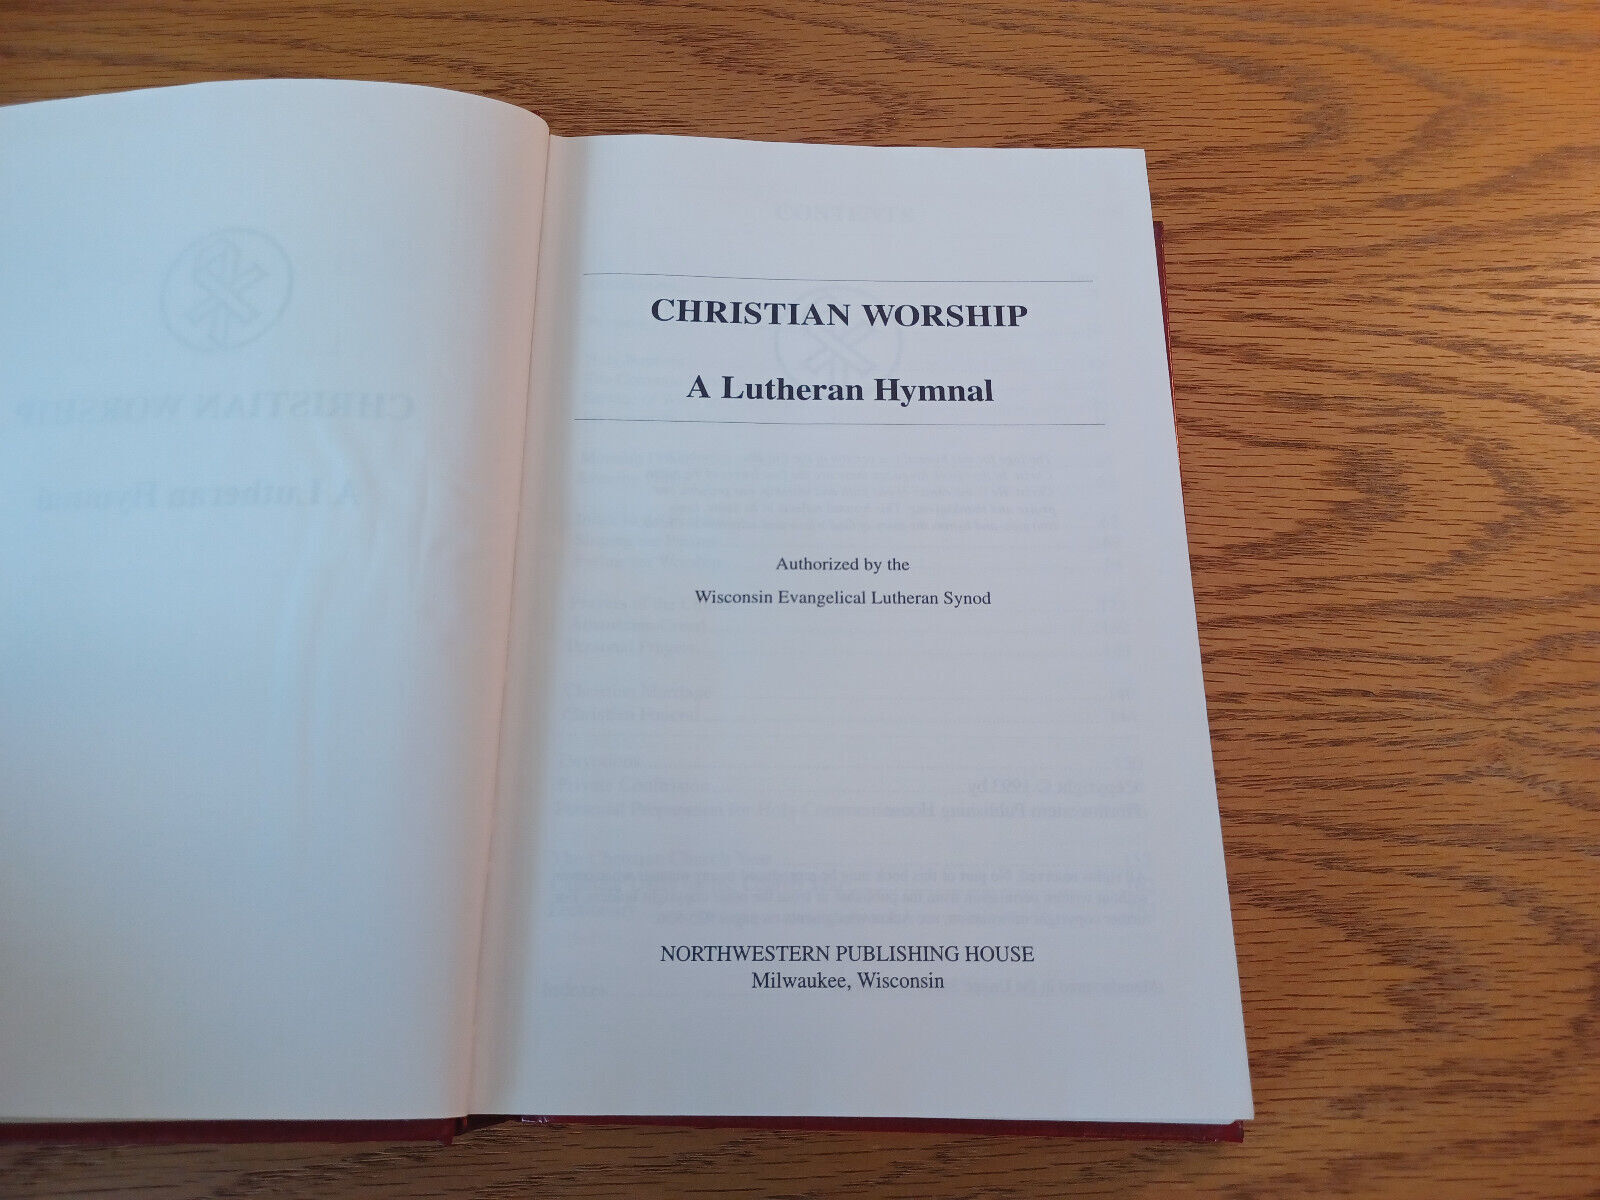 CHRISTIAN WORSHIP
A Lutheran Hymnal
Authorized by the
Wisconsin Evangelical Lutheran Synod
NORTHWESTERN PUBLISHING HOUSE
Milwaukee, Wisconsin